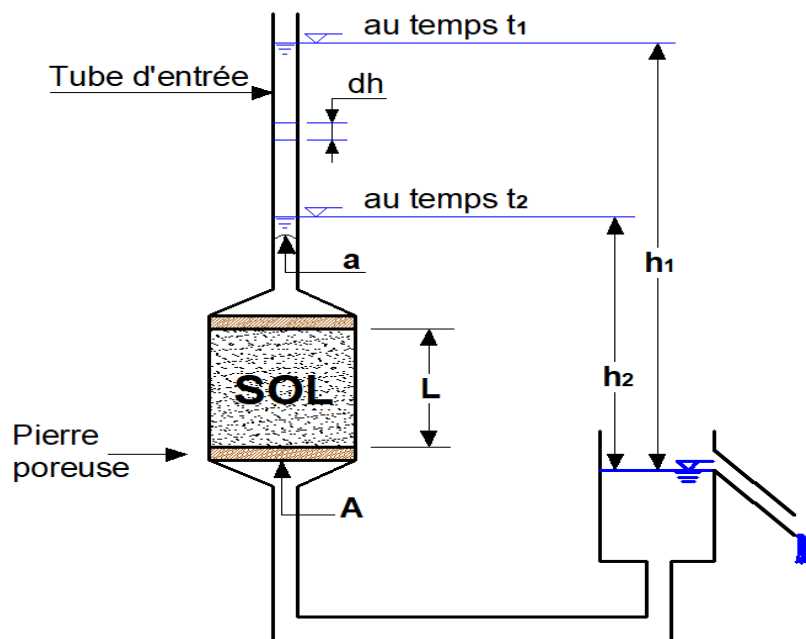 au temps t1
Tube d'entrée
dh
au temps t2
a
h1
SOL
L
h2
Pierre
poreuse
A